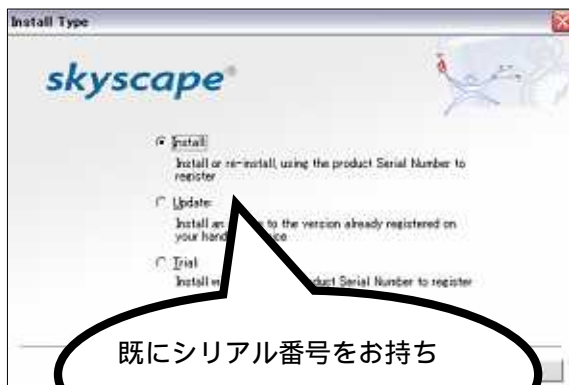 Install Type
skyscape®
Install
Install or re-install, using the product Serial Number to
register
Update
Install an to the version already registered on
your hand
Trial
Install duct Serial Number to register
既にシリアル番号をお持ち